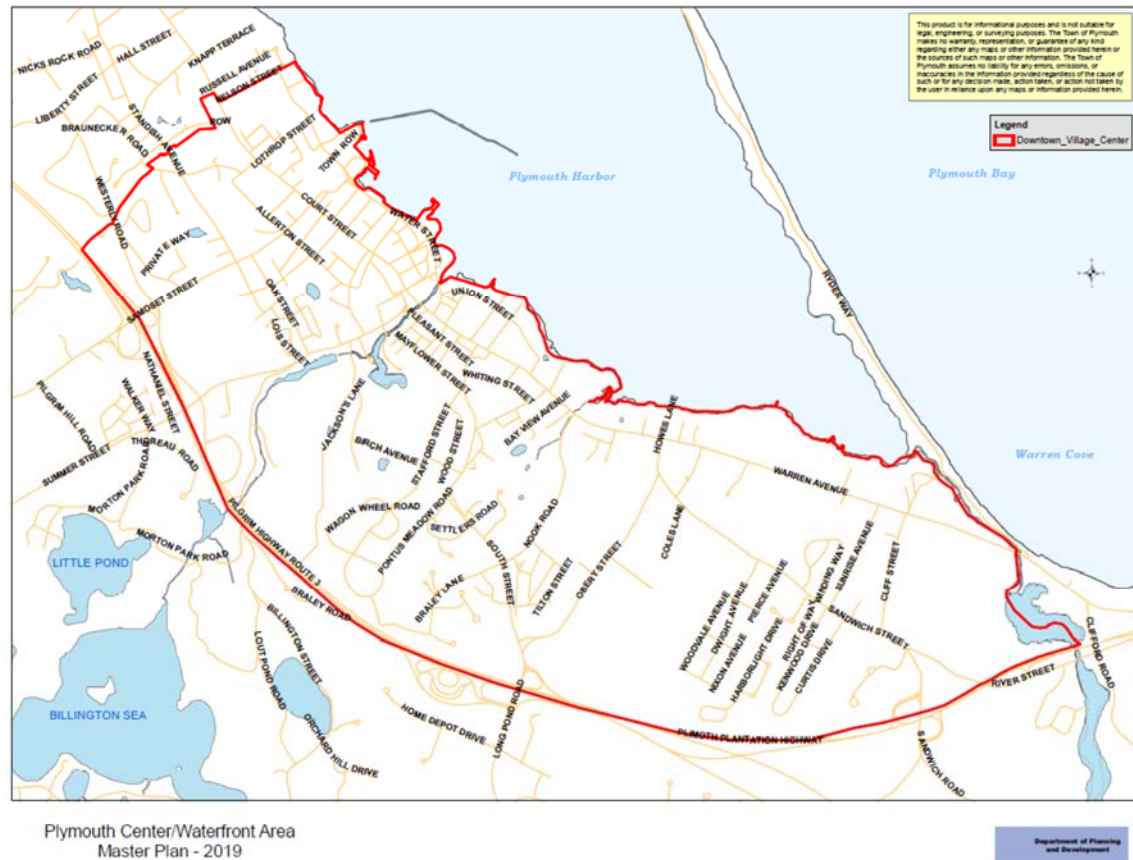 This product is for informational purposes and is not suitable for
legal, engineering, or surveying purposes. The Town of Plymouth
makes no warranty, representation, or guarantee of any kind
regarding either any maps or other information provided herein or
the sources of such maps or other information. The Town of
Plymouth assumes no liability for any errors, omissions, or
inaccuracies in the information provided regardless of the cause of
such or for any decision made, action taken, or action not taken by
the user in reliance upon any maps or information provided herein.
Legend
Downtown_Village_Center
NICKS ROCK ROAD
HALL STREET
KNAPP TERRACE
RUSSELL AVENUE
NELSON STREET
LIBERTY STREET
STANDISH AVENUE
ROW
BRAUNECKER ROAD
LOTHROP STREET
TOWN ROW
Plymouth Harbor
Plymouth Bay
WESTERLY ROAD
COURT STREET
WATER STREET
ALLERTON STREET
PRIVATE WAY
RYDER WAY
SAMOSET STREET
OAK STREET
UNION STREET
LOIS STREET
PLEASANT STREET
MAYFLOWER STREET
NATHANIEL STREET
WHITING STREET
PILGRIM HILL ROAD
WALKER WAY
JACKSON'S LANE
BAY VIEW AVENUE
HOWES LANE
THOREAU ROAD
BIRCH AVENUE
STAFFORD STREET
WOOD STREET
SUMMER STREET
MORTON PARK ROAD
WARREN AVENUE
Warren Cove
WAGON WHEEL ROAD
PONTUS MEADOW ROAD
SETTLERS ROAD
NOOK ROAD
COLES LANE
PILGRIM HIGHWAY ROUTE 3
MORTON PARK ROAD
LITTLE POND
SOUTH STREET
OBERY STREET
TILTON STREET
BRALEY LANE
BRALEY ROAD
WOODVALE AVENUE
DWIGHT AVENUE
PIERCE AVENUE
NIXON AVENUE
HARBORLIGHT DRIVE
RIGHT OF WAY
WINDING WAY
SUNRISE AVENUE
CLIFF STREET
KENWOOD DRIVE
CURTIS DRIVE
SANDWICH STREET
CLIFFORD ROAD
RIVER STREET
BILLINGTON STREET
LOUT POND ROAD
BILLINGTON SEA
ORCHARD HILL DRIVE
HOME DEPOT DRIVE
LONG POND ROAD
PLIMOTH PLANTATION HIGHWAY
SANDWICH ROAD
Plymouth Center/Waterfront Area
Master Plan - 2019
Department of Planning
and Development